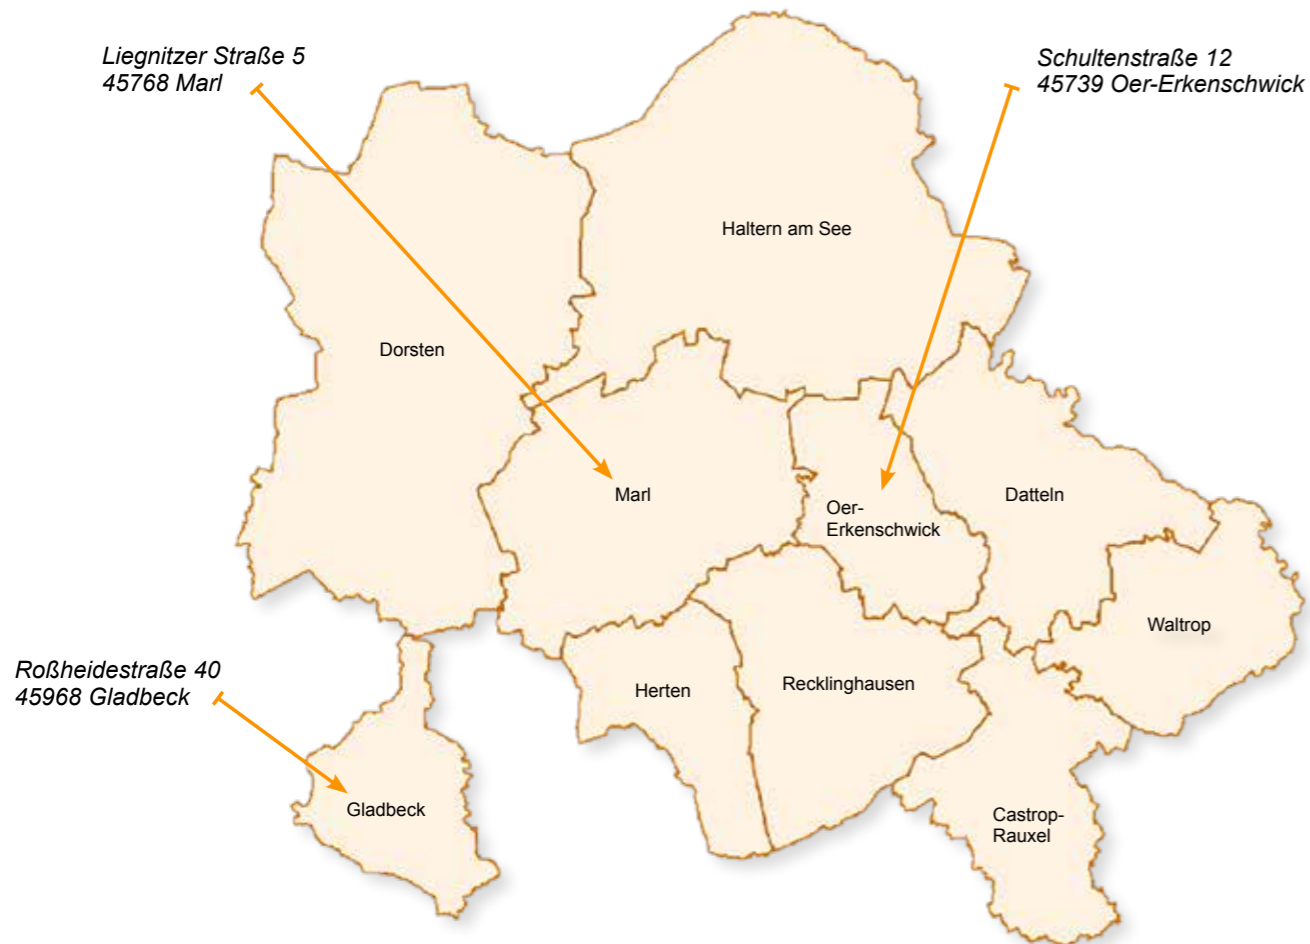 Liegnitzer Straße 5
45768 Marl
Schultenstraße 12
45739 Oer-Erkenschwick
Haltern am See
Dorsten
Marl
Oer-
Erkenschwick
Datteln
Waltrop
Roßheidestraße 40
45968 Gladbeck
Herten
Recklinghausen
Gladbeck
Castrop-
Rauxel